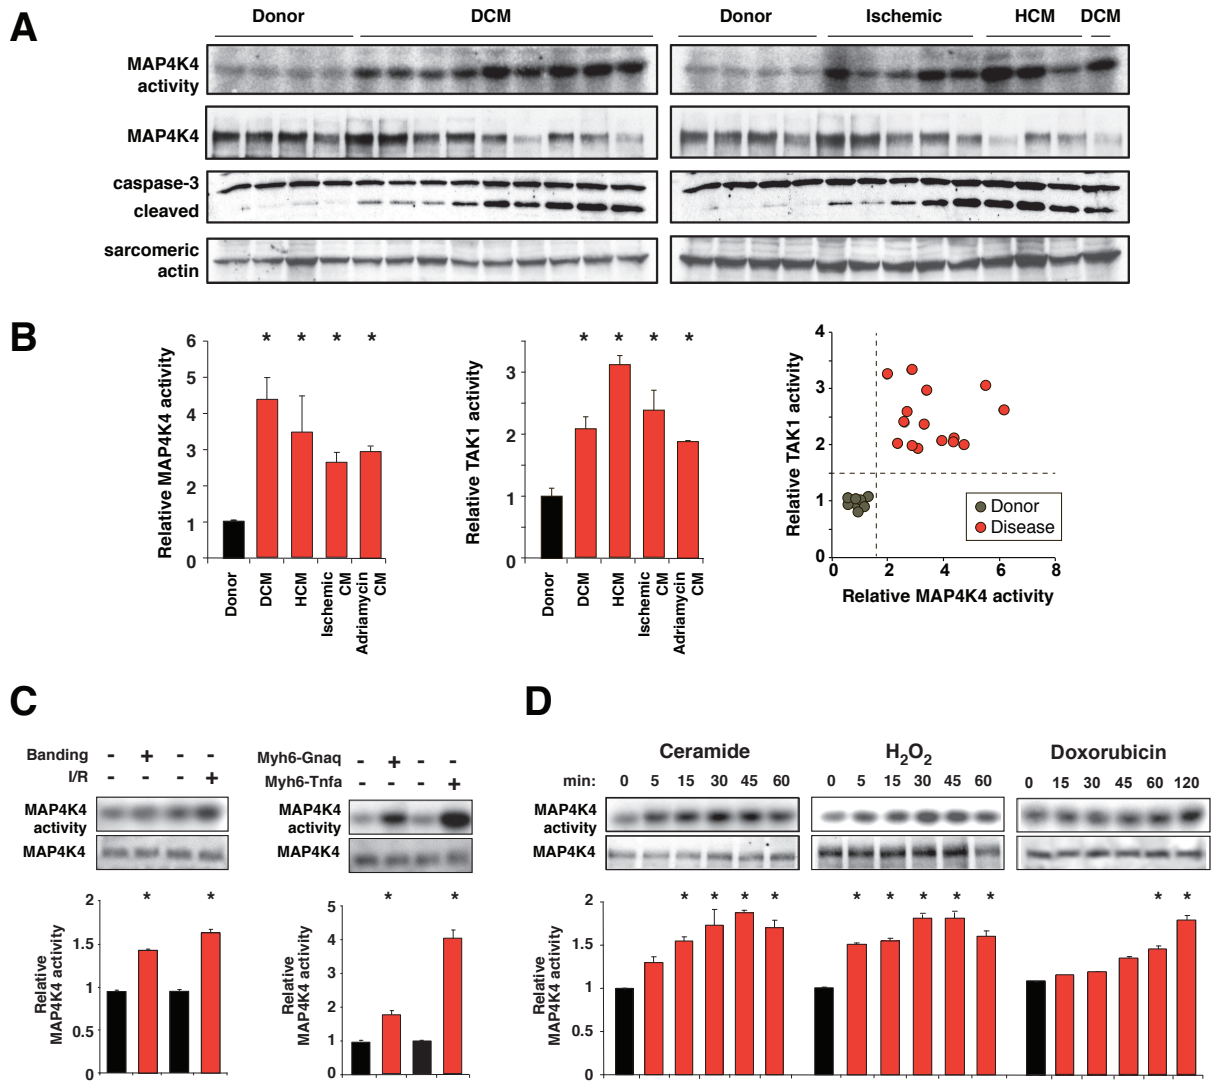 A
Donor DCM Donor Ischemic HCM DCM
MAP4K4
activity
MAP4K4
caspase-3
cleaved
sarcomeric
actin
B
Relative MAP4K4 activity
6
5
4
3
2
1
0
* * * *
Donor
DCM
HCM
Ischemic
CM
Adriamycin
CM
Relative TAK1 activity
3
2
1
0
* * * *
Donor
DCM
HCM
Ischemic
CM
Adriamycin
CM
Relative TAK1 activity
4
3
2
1
0
Donor
Disease
0 2 4 6 8
Relative MAP4K4 activity
C
Banding - + - -
I/R - - - +
MAP4K4
activity
MAP4K4
Relative
MAP4K4 activity
2
1.5
1
0.5
0
* *
Myh6-Gnaq - + - -
Myh6-Tnfa - - - +
MAP4K4
activity
MAP4K4
Relative
MAP4K4 activity
5
4
3
2
1
0
* *
D
Ceramide H2O2 Doxorubicin
min: 0 5 15 30 45 60 0 5 15 30 45 60 0 15 30 45 60 120
MAP4K4
activity
MAP4K4
Relative
MAP4K4 activity
2
1.5
1
0.5
0
* * * * * * * * * * *